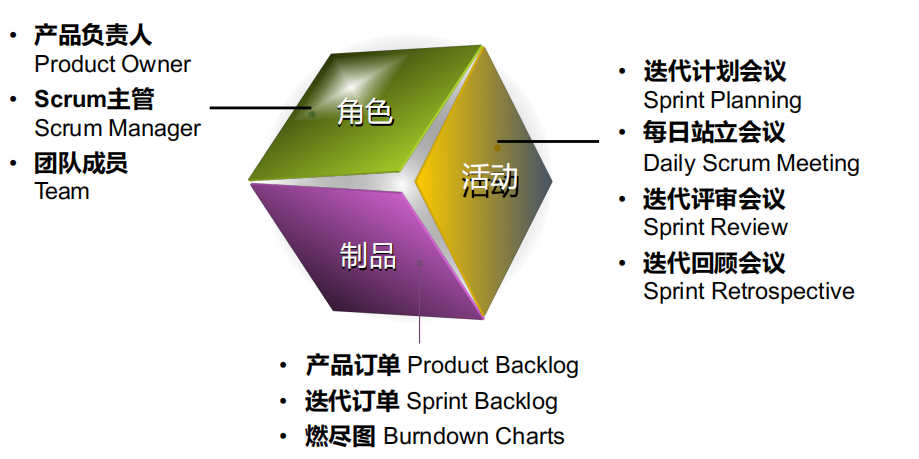 产品负责人
Product Owner
Scrum主管
Scrum Manager
团队成员
Team
角色
活动
制品
迭代计划会议
Sprint Planning
每日站立会议
Daily Scrum Meeting
迭代评审会议
Sprint Review
迭代回顾会议
Sprint Retrospective
产品订单 Product Backlog
迭代订单 Sprint Backlog
燃尽图 Burndown Charts